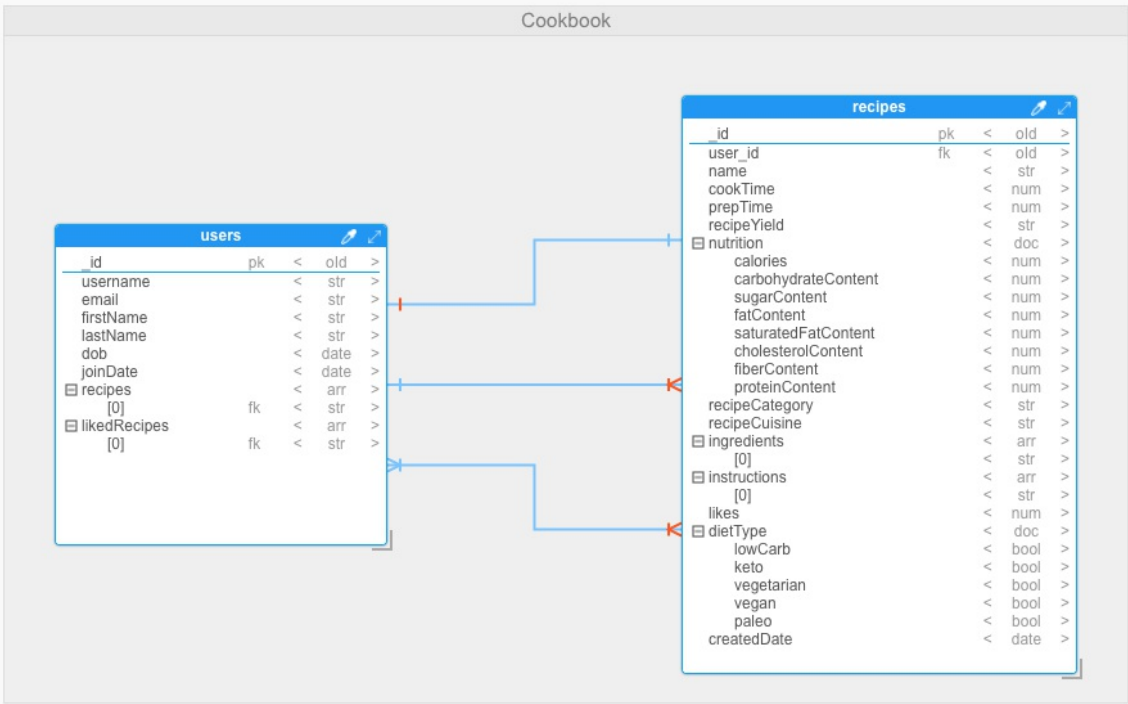 Cookbook
users
_id pk < oId >
username < str >
email < str >
firstName < str >
lastName < str >
dob < date >
joinDate < date >
recipes < arr >
[0] fk < str >
likedRecipes < arr >
[0] fk < str >
recipes
_id pk < oId >
user_id fk < oId >
name < str >
cookTime < num >
prepTime < num >
recipeYield < str >
nutrition < doc >
calories < num >
carbohydrateContent < num >
sugarContent < num >
fatContent < num >
saturatedFatContent < num >
cholesterolContent < num >
fiberContent < num >
proteinContent < num >
recipeCategory < str >
recipeCuisine < str >
ingredients < arr >
[0] < str >
instructions < arr >
[0] < str >
likes < num >
dietType < doc >
lowCarb < bool >
keto < bool >
vegetarian < bool >
vegan < bool >
paleo < bool >
createdDate < date >